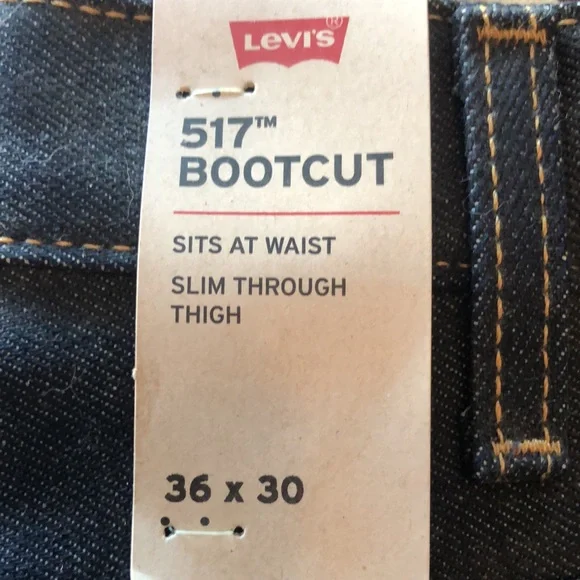 Levi's®
517™
BOOTCUT
SITS AT WAIST
SLIM THROUGH
THIGH
36 x 30